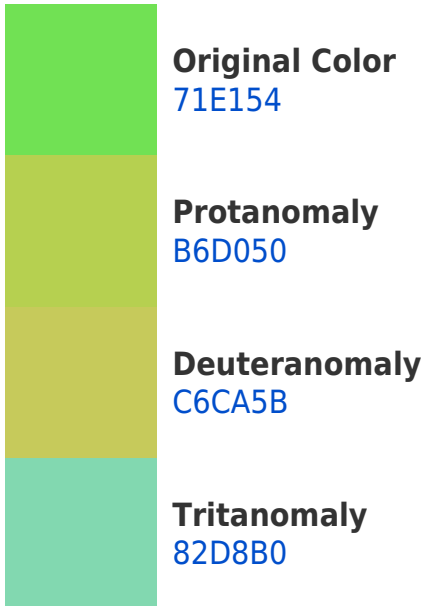 Original Color
71E154
Protanomaly
B6D050
Deuteranomaly
C6CA5B
Tritanomaly
82D8B0